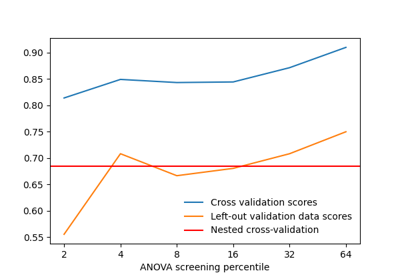 0.90
0.85
0.80
0.75
0.70
0.65
0.60
0.55
Cross validation scores
Left-out validation data scores
Nested cross-validation
2 4 8 16 32 64
ANOVA screening percentile